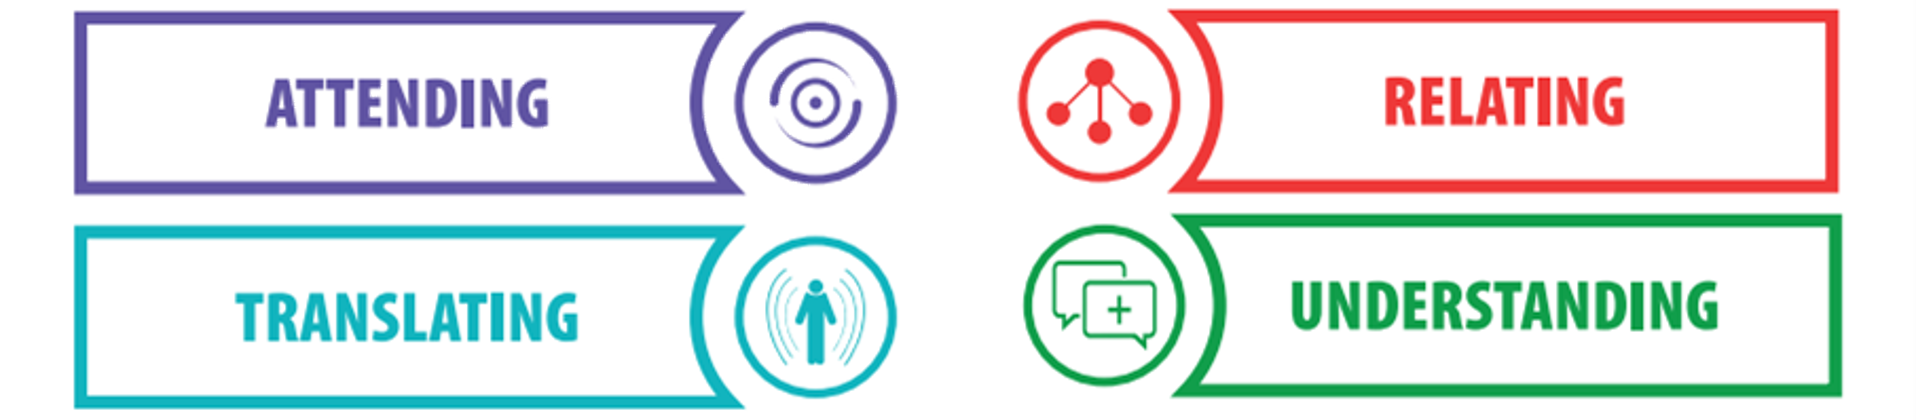 ATTENDING
RELATING
TRANSLATING
UNDERSTANDING